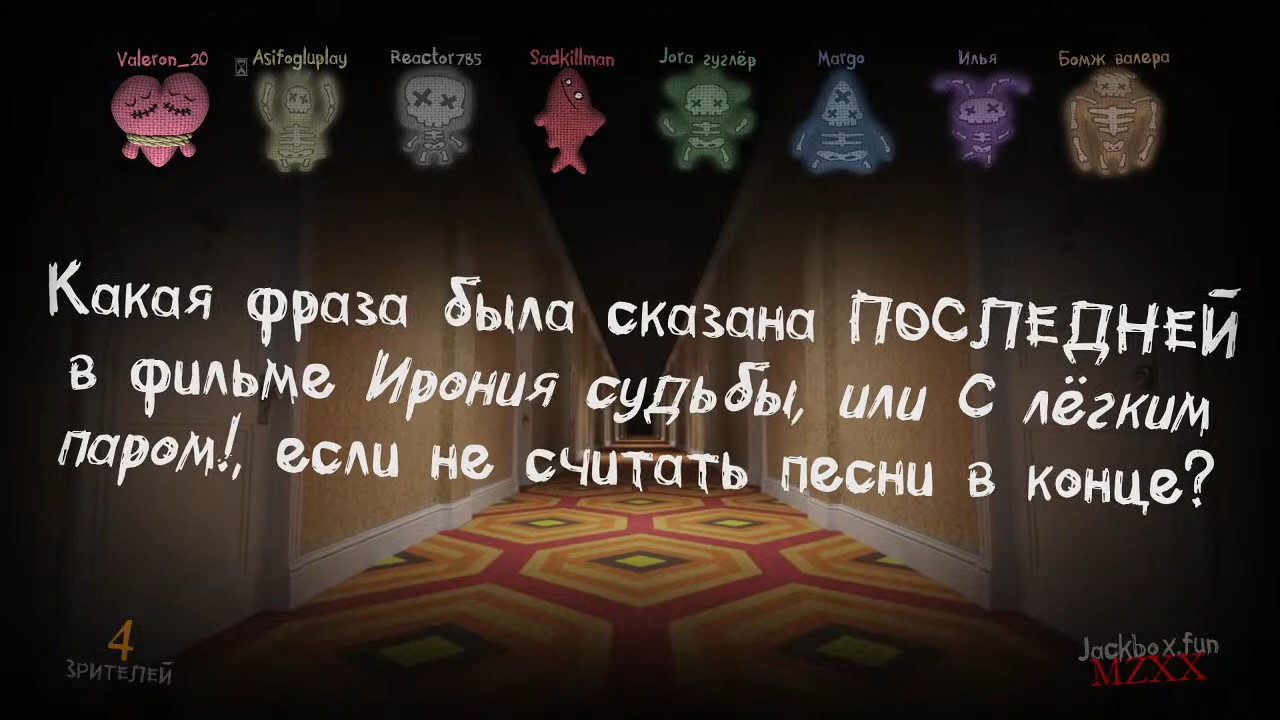 Valeron_20 Asifogluplay Reactor785 Sadkillman Jora гуглёр Margo Илья Бомж валера
Какая фраза была сказана ПОСЛЕДНЕЙ
в фильме Ирония судьбы, или С лёгким
паром!, если не считать песни в конце?
4
ЗРИТЕЛЕЙ
Jackbox.fun
MZXX